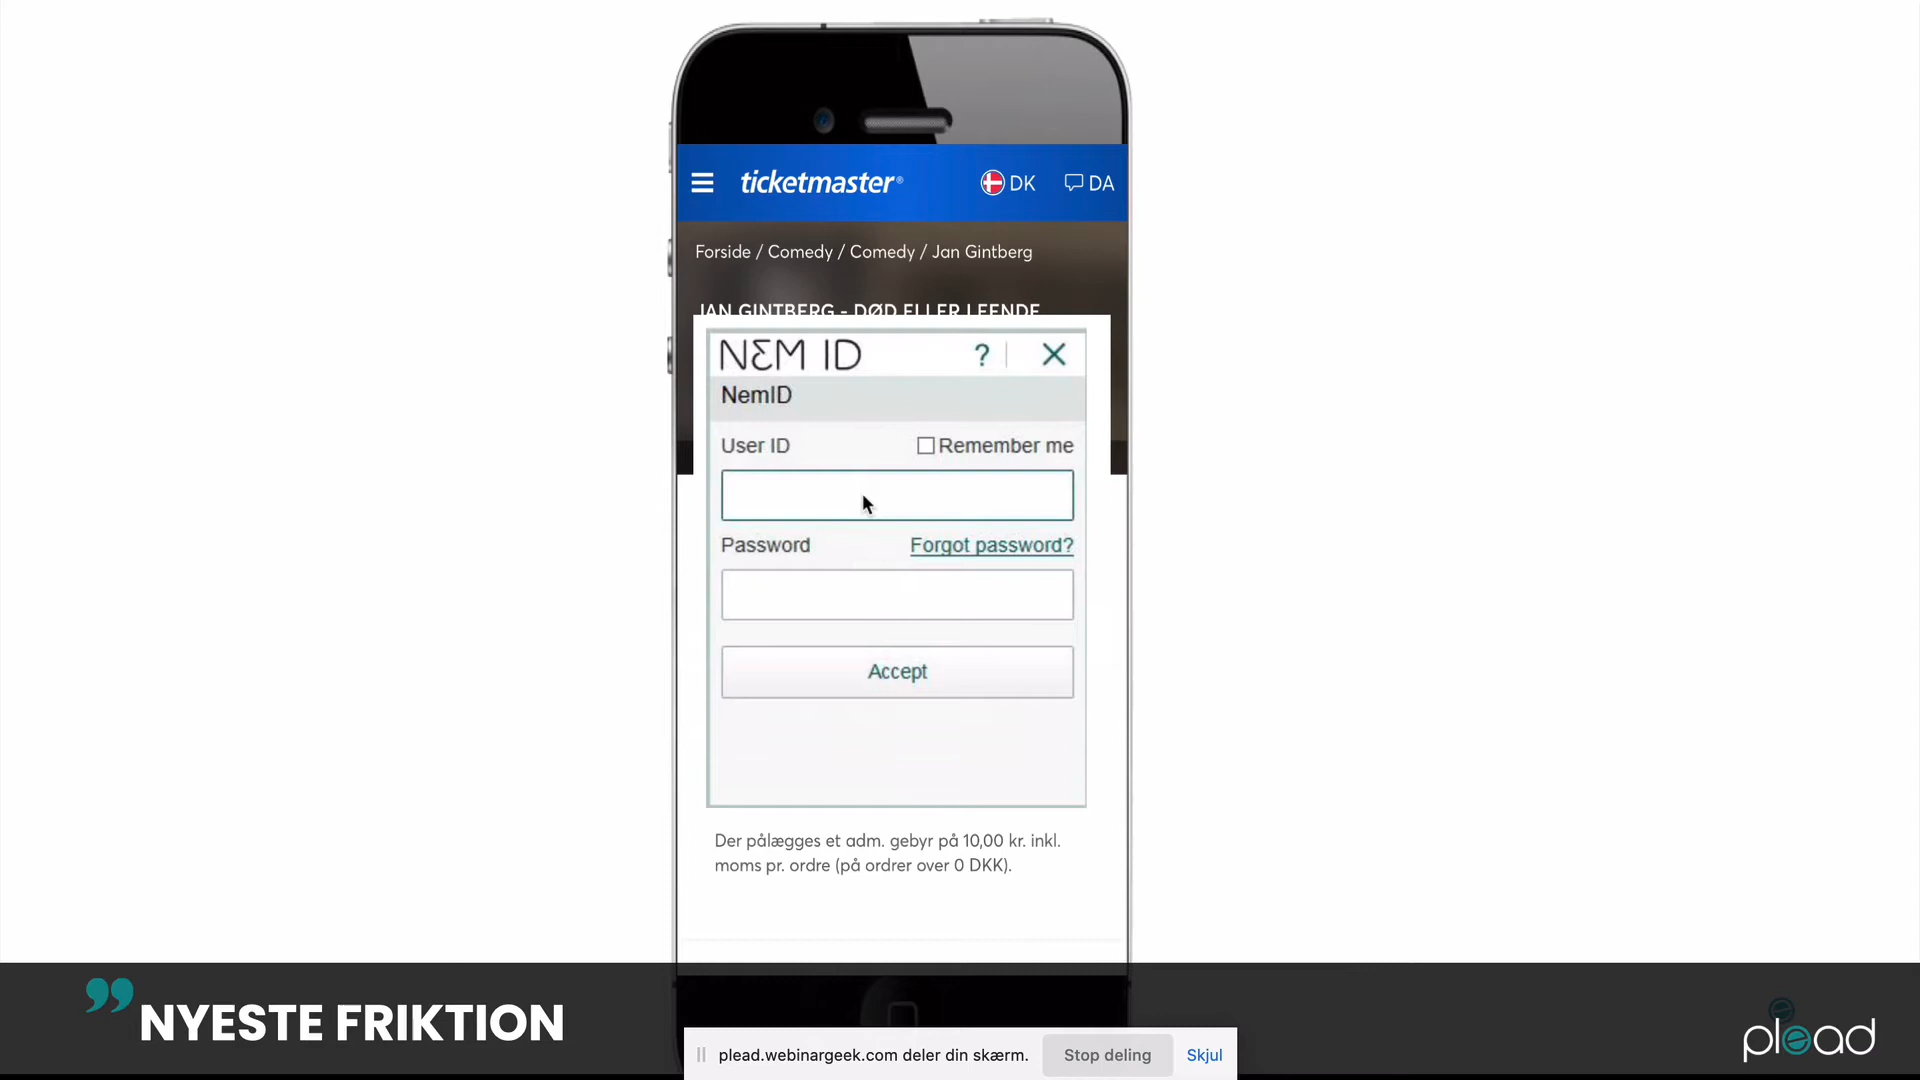 ticketmaster®
DK
DA
Forside / Comedy / Comedy / Jan Gintberg
JAN GINTBERG - DØD ELLER LEENDE
NEM ID
?
NemID
User ID
Remember me
Password
Forgot password?
Accept
Der pålægges et adm. gebyr på 10,00 kr. inkl.
moms pr. ordre (på ordrer over 0 DKK).
” NYESTE FRIKTION
plead
plead.webinargeek.com deler din skærm.
Stop deling
Skjul